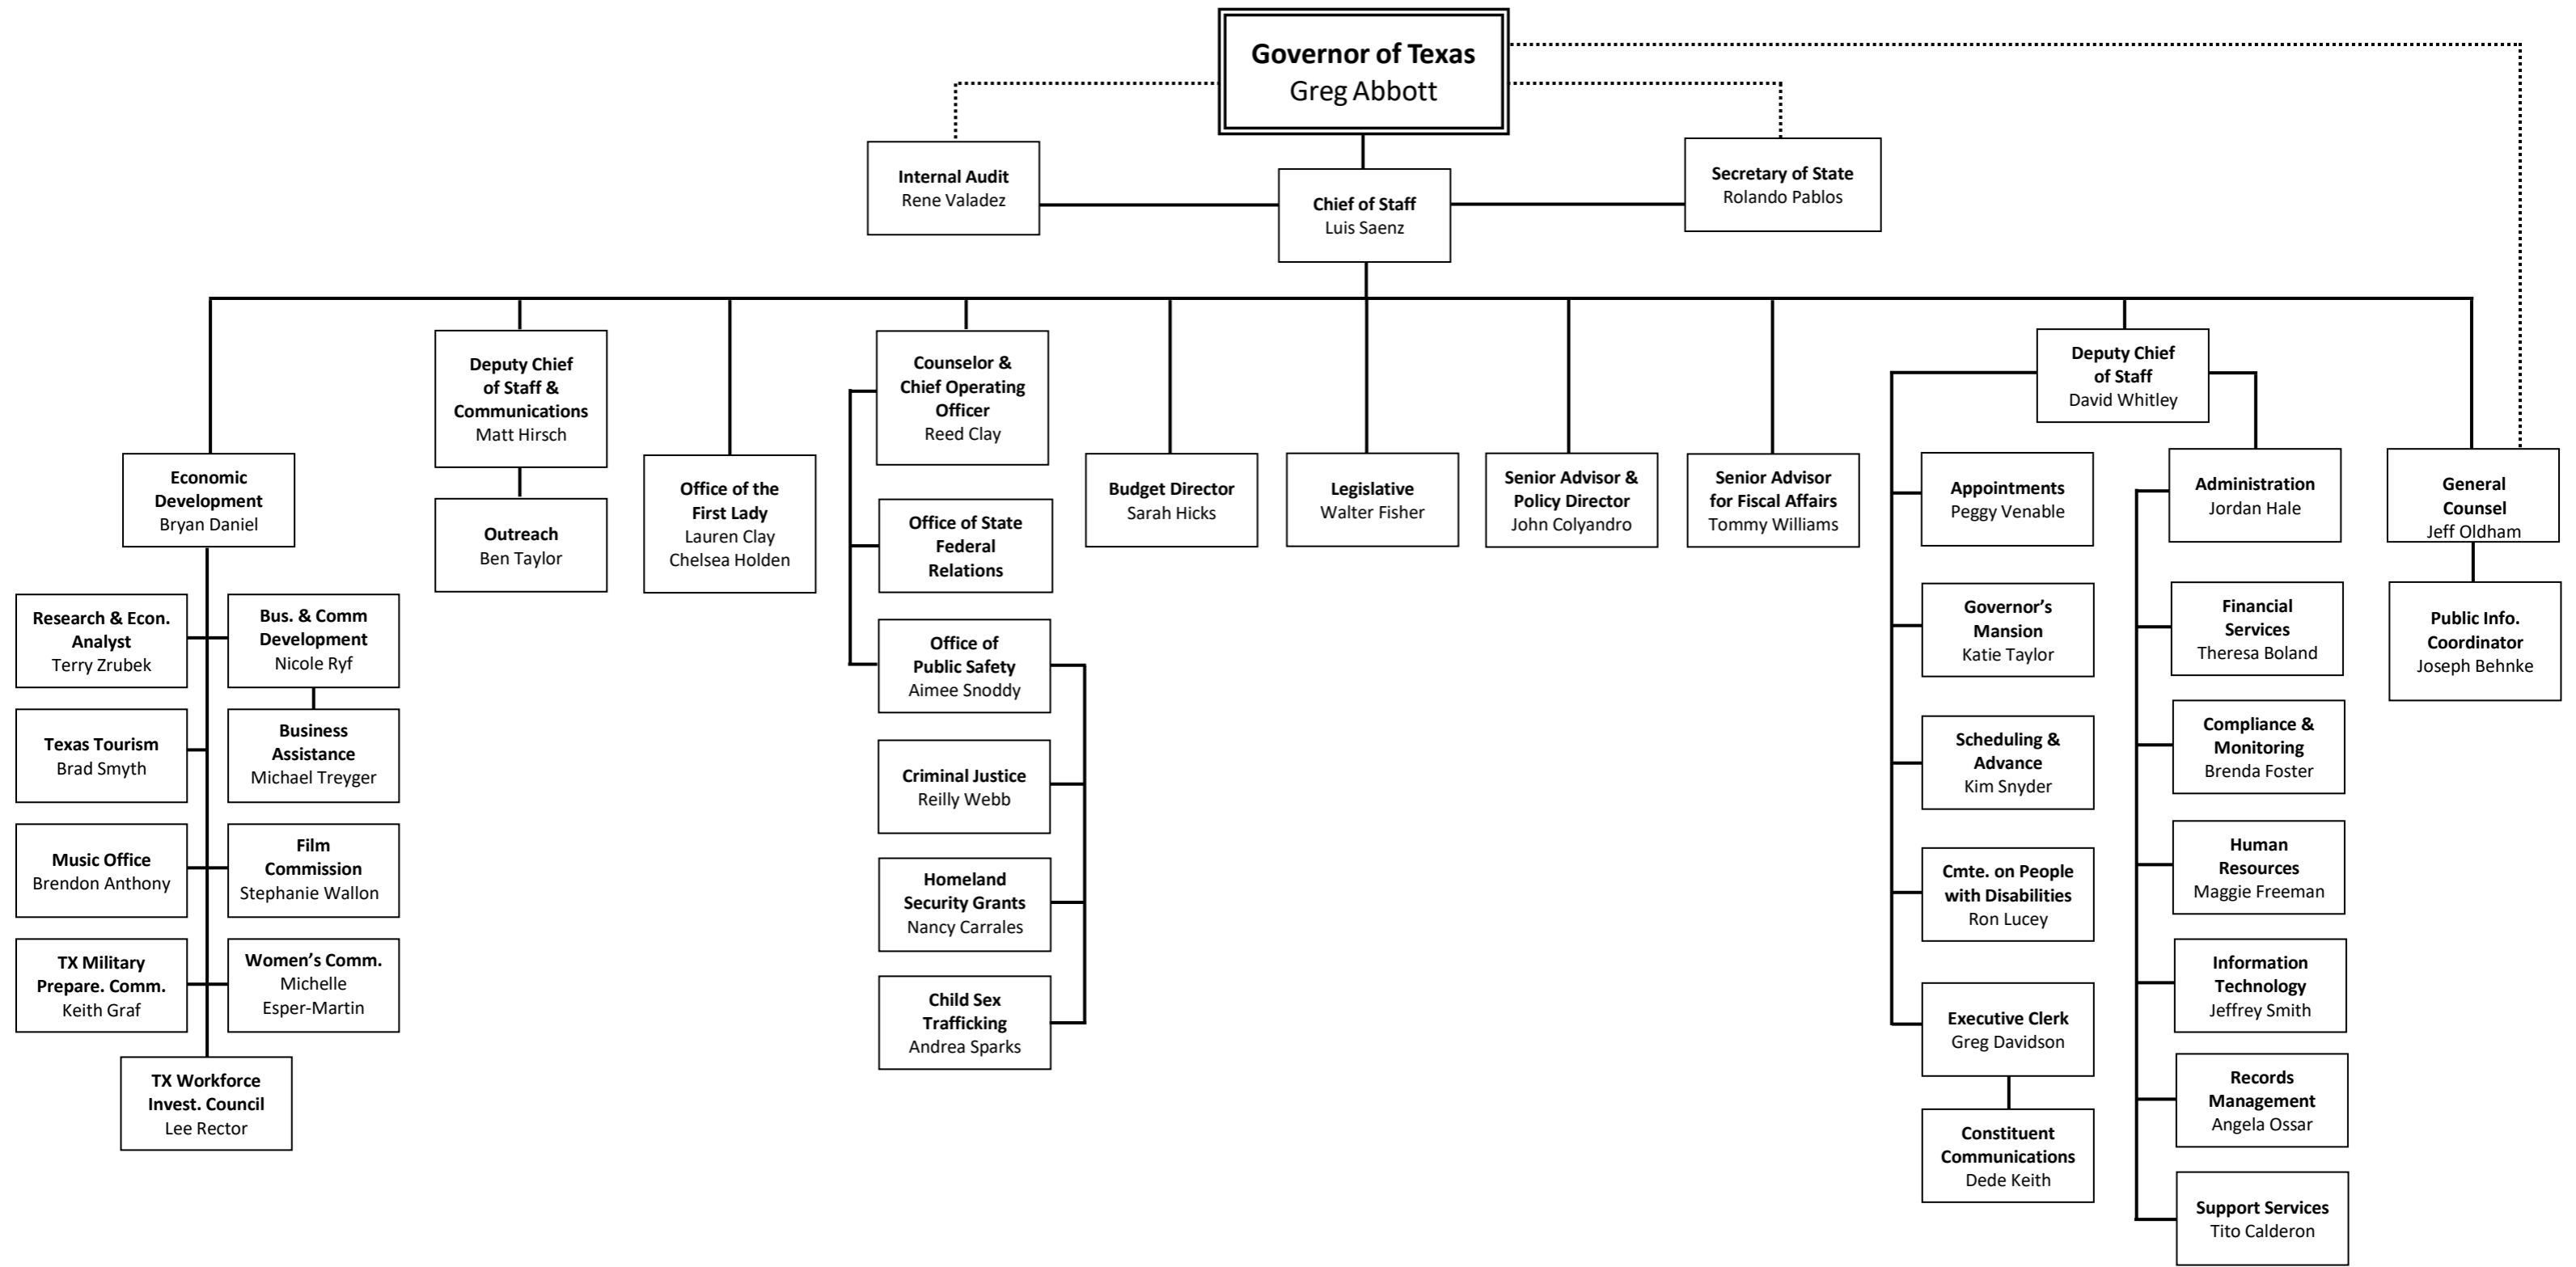 Governor of Texas
Greg Abbott
Internal Audit
Rene Valadez
Chief of Staff
Luis Saenz
Secretary of State
Rolando Pablos
Economic
Development
Bryan Daniel
Research & Econ.
Analyst
Terry Zrubek
Bus. & Comm
Development
Nicole Ryf
Texas Tourism
Brad Smyth
Business
Assistance
Michael Treyger
Music Office
Brendon Anthony
Film
Commission
Stephanie Wallon
TX Military
Prepare. Comm.
Keith Graf
Women’s Comm.
Michelle
Esper-Martin
TX Workforce
Invest. Council
Lee Rector
Deputy Chief
of Staff &
Communications
Matt Hirsch
Outreach
Ben Taylor
Office of the
First Lady
Lauren Clay
Chelsea Holden
Counselor &
Chief Operating
Officer
Reed Clay
Office of State
Federal
Relations
Office of
Public Safety
Aimee Snoddy
Criminal Justice
Reilly Webb
Homeland
Security Grants
Nancy Carrales
Child Sex
Trafficking
Andrea Sparks
Budget Director
Sarah Hicks
Legislative
Walter Fisher
Senior Advisor &
Policy Director
John Colyandro
Senior Advisor
for Fiscal Affairs
Tommy Williams
Deputy Chief
of Staff
David Whitley
Appointments
Peggy Venable
Governor’s
Mansion
Katie Taylor
Scheduling &
Advance
Kim Snyder
Cmte. on People
with Disabilities
Ron Lucey
Executive Clerk
Greg Davidson
Constituent
Communications
Dede Keith
Administration
Jordan Hale
Financial
Services
Theresa Boland
Compliance &
Monitoring
Brenda Foster
Human
Resources
Maggie Freeman
Information
Technology
Jeffrey Smith
Records
Management
Angela Ossar
Support Services
Tito Calderon
General
Counsel
Jeff Oldham
Public Info.
Coordinator
Joseph Behnke